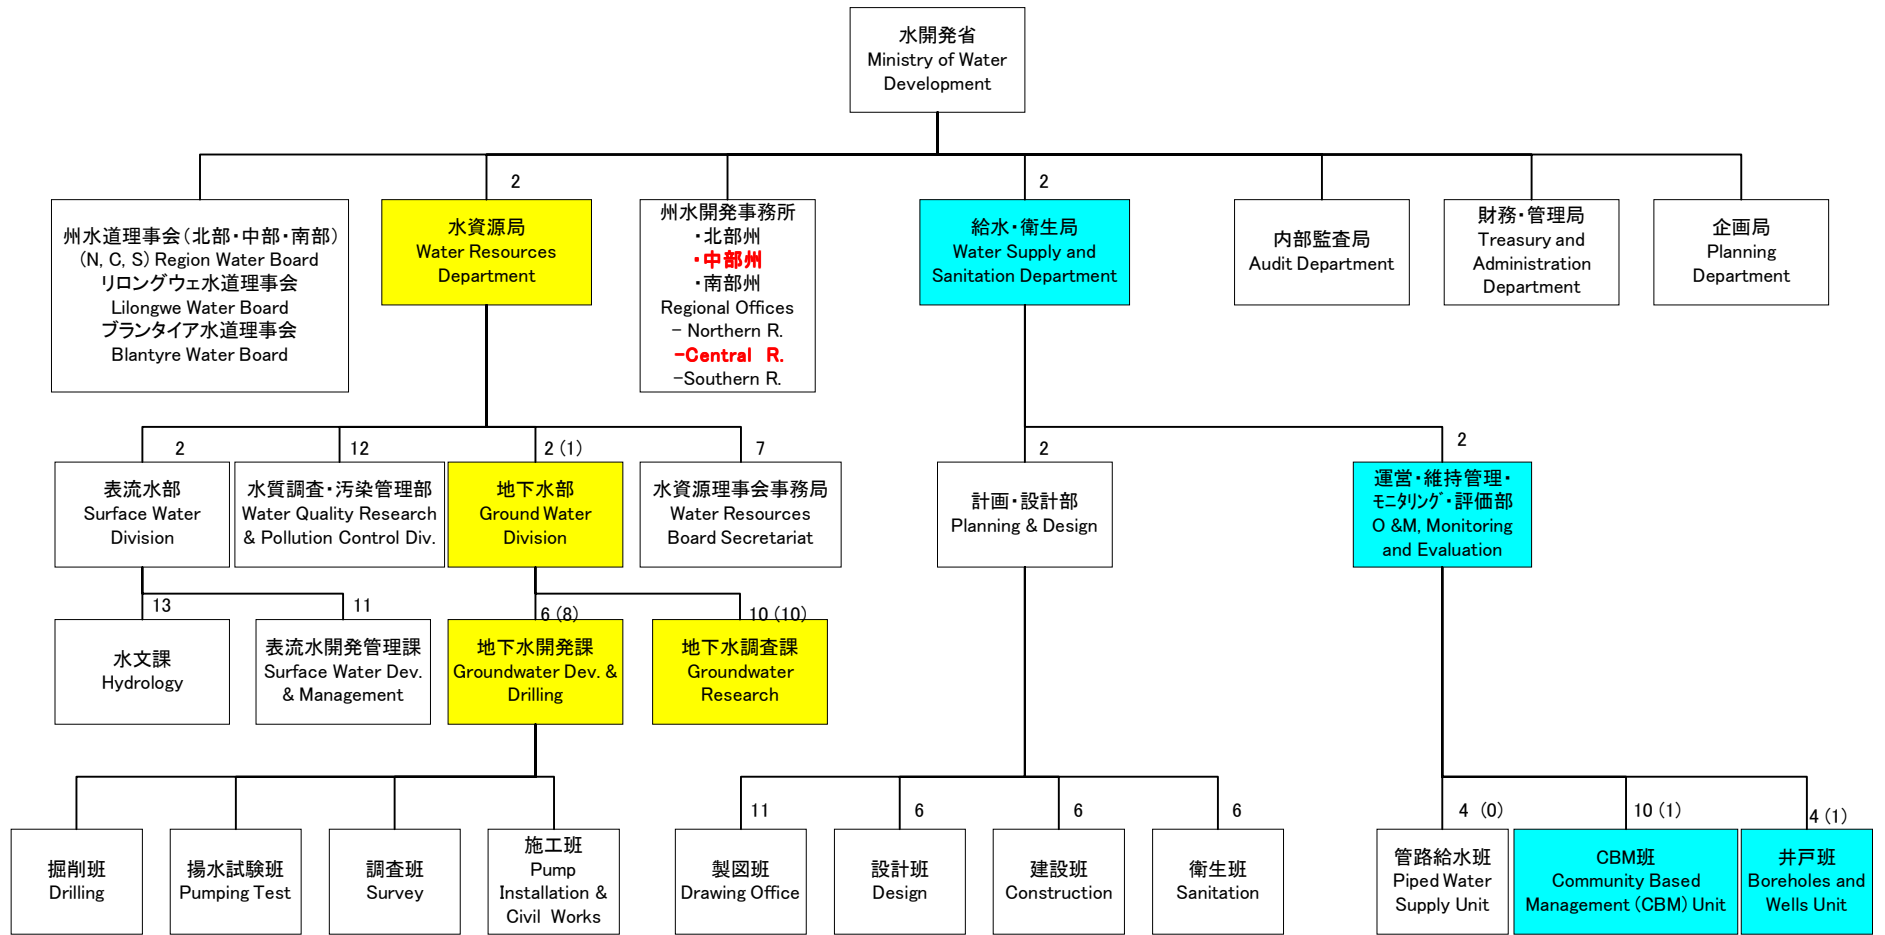 水開発省
Ministry of Water
Development
2
2
州水道理事会(北部・中部・南部)
(N, C, S) Region Water Board
リロングウェ水道理事会
Lilongwe Water Board
ブランタイア水道理事会
Blantyre Water Board
水資源局
Water Resources
Department
州水開発事務所
・北部州
・中部州
・南部州
Regional Offices
- Northern R.
-Central R.
-Southern R.
給水・衛生局
Water Supply and
Sanitation Department
内部監査局
Audit Department
財務・管理局
Treasury and
Administration
Department
企画局
Planning
Department
2
12
2 (1)
7
2
2
表流水部
Surface Water
Division
水質調査・汚染管理部
Water Quality Research
& Pollution Control Div.
地下水部
Ground Water
Division
水資源理事会事務局
Water Resources
Board Secretariat
計画・設計部
Planning & Design
運営・維持管理・
モニタリング・評価部
O &M, Monitoring
and Evaluation
13
11
6 (8)
10 (10)
水文課
Hydrology
表流水開発管理課
Surface Water Dev.
& Management
地下水開発課
Groundwater Dev. &
Drilling
地下水調査課
Groundwater
Research
11
6
6
6
4 (0)
10 (1)
4 (1)
掘削班
Drilling
揚水試験班
Pumping Test
調査班
Survey
施工班
Pump
Installation &
Civil Works
製図班
Drawing Office
設計班
Design
建設班
Construction
衛生班
Sanitation
管路給水班
Piped Water
Supply Unit
CBM班
Community Based
Management (CBM) Unit
井戸班
Boreholes and
Wells Unit